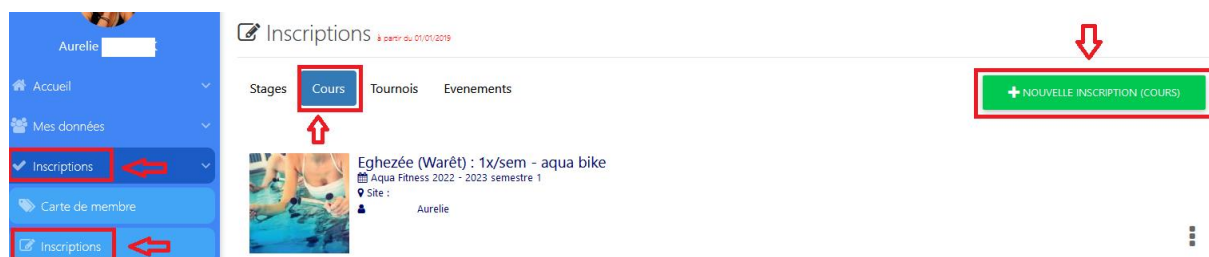 Aurelie
Accueil
Mes données
Inscriptions
Carte de membre
Inscriptions
Inscriptions à partir du 01/01/2019
Stages Cours Tournois Evenements
NOUVELLE INSCRIPTION (COURS)
Eghezée (Warêt) : 1x/sem - aqua bike
Aqua Fitness 2022 - 2023 semestre 1
Site :
Aurelie